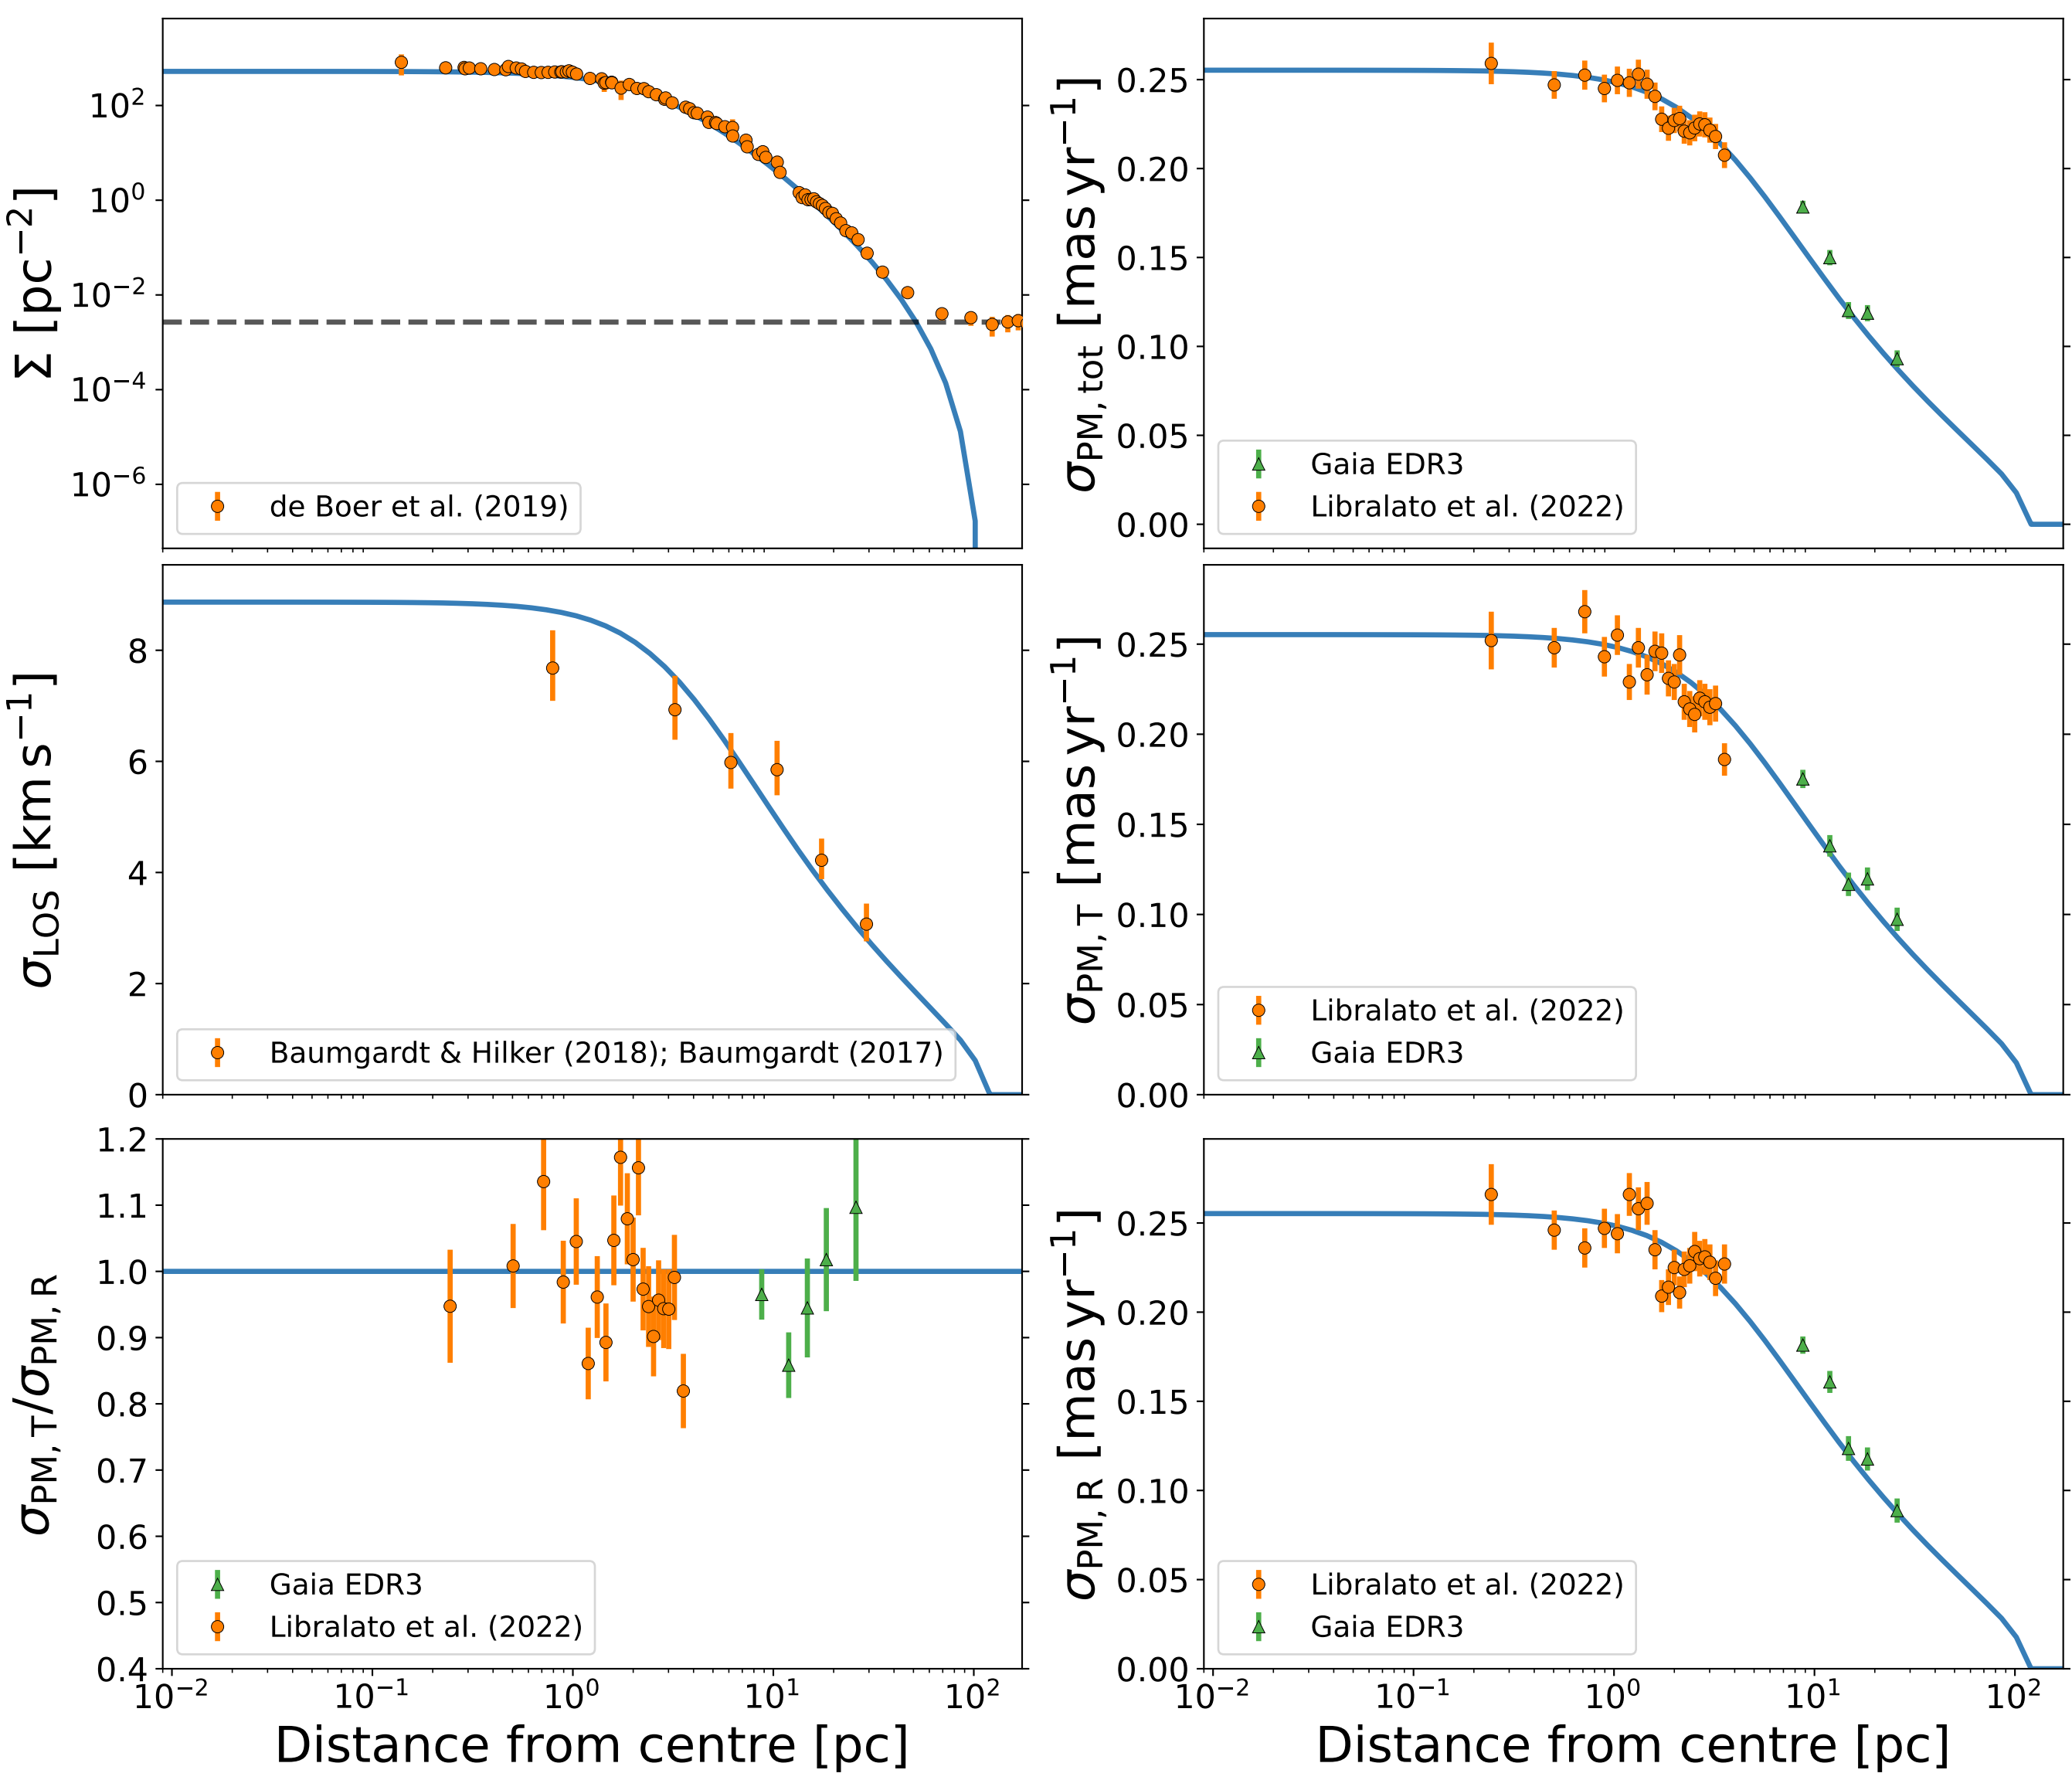 Σ [pc⁻²]
10²
10⁰
10⁻²
10⁻⁴
10⁻⁶
de Boer et al. (2019)
σPM, tot [mas yr⁻¹]
0.25
0.20
0.15
0.10
0.05
0.00
Gaia EDR3
Libralato et al. (2022)
σLOS [km s⁻¹]
8
6
4
2
0
Baumgardt & Hilker (2018); Baumgardt (2017)
σPM, T [mas yr⁻¹]
0.25
0.20
0.15
0.10
0.05
0.00
Libralato et al. (2022)
Gaia EDR3
σPM, T/σPM, R
1.2
1.1
1.0
0.9
0.8
0.7
0.6
0.5
0.4
Gaia EDR3
Libralato et al. (2022)
10⁻² 10⁻¹ 10⁰ 10¹ 10²
Distance from centre [pc]
σPM, R [mas yr⁻¹]
0.25
0.20
0.15
0.10
0.05
0.00
Libralato et al. (2022)
Gaia EDR3
10⁻² 10⁻¹ 10⁰ 10¹ 10²
Distance from centre [pc]